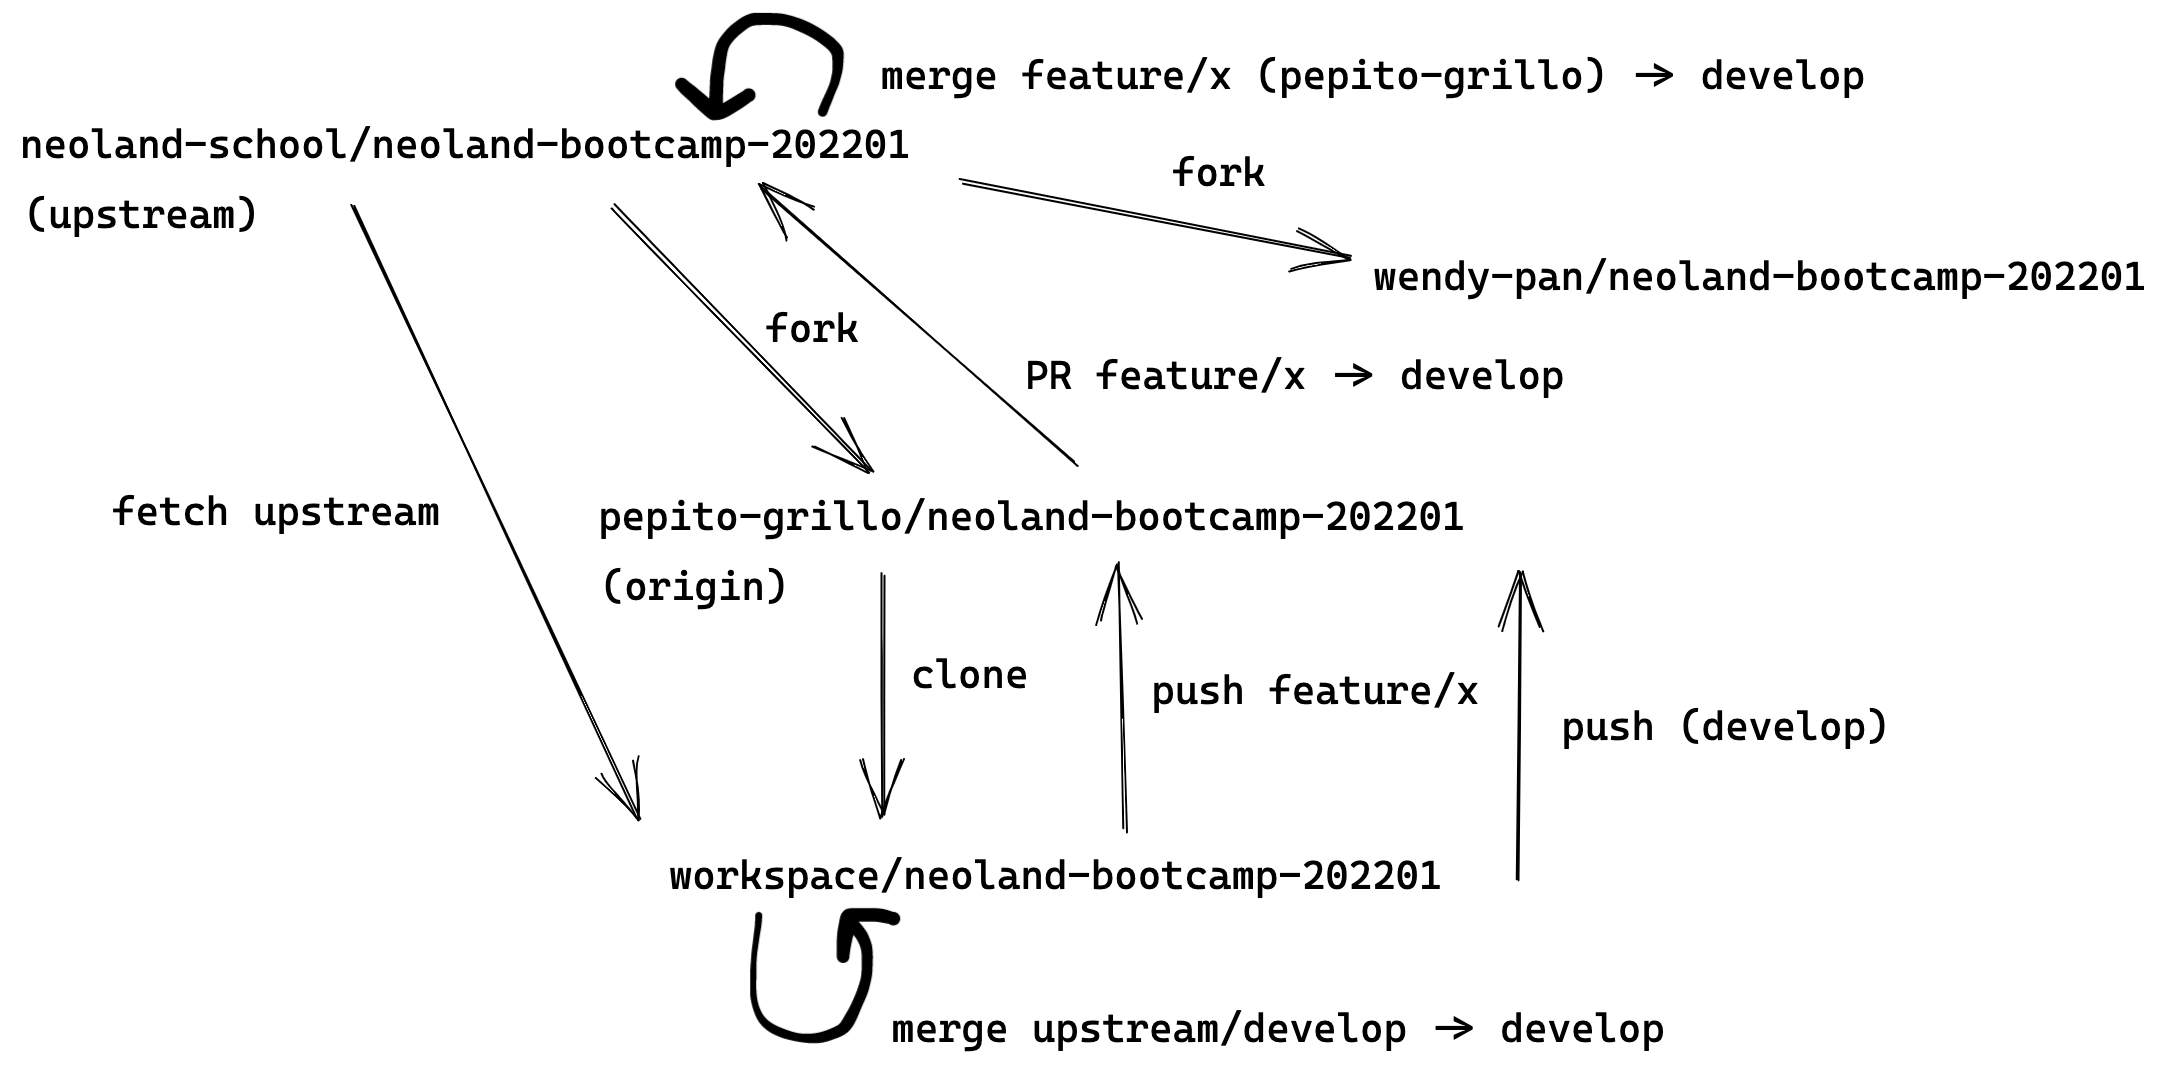 merge feature/x (pepito-grillo) → develop
neoland-school/neoland-bootcamp-202201
(upstream)
fork
wendy-pan/neoland-bootcamp-202201
fork
PR feature/x → develop
fetch upstream
pepito-grillo/neoland-bootcamp-202201
(origin)
clone
push feature/x
push (develop)
workspace/neoland-bootcamp-202201
merge upstream/develop → develop